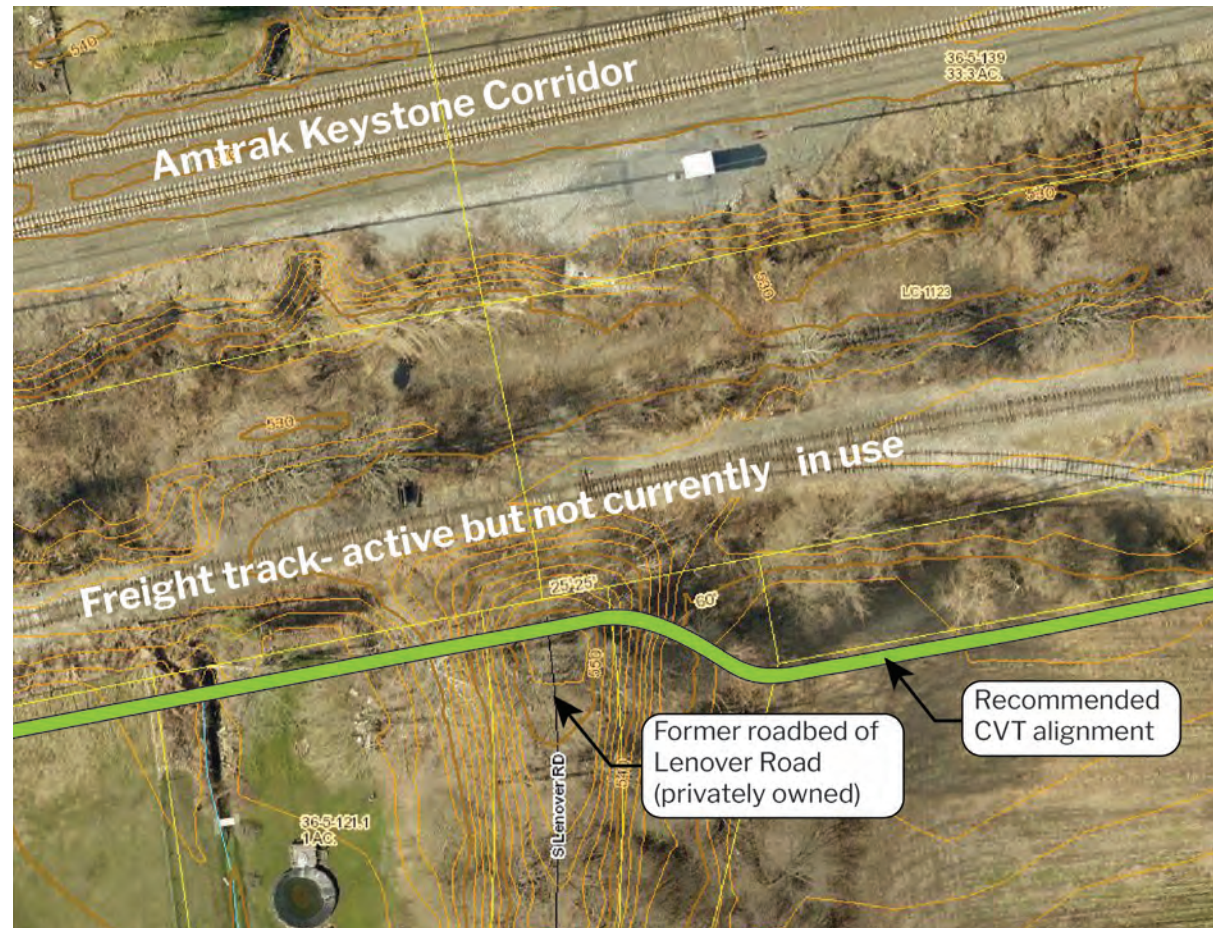 540
36-5-139
33.3 AC.
Amtrak Keystone Corridor
530
530
LC-1123
530
Freight track- active but not currently in use
25'25'
60'
550
Recommended
CVT alignment
Former roadbed of
Lenover Road
(privately owned)
S Lenover RD
36-5-121.1
1 AC.